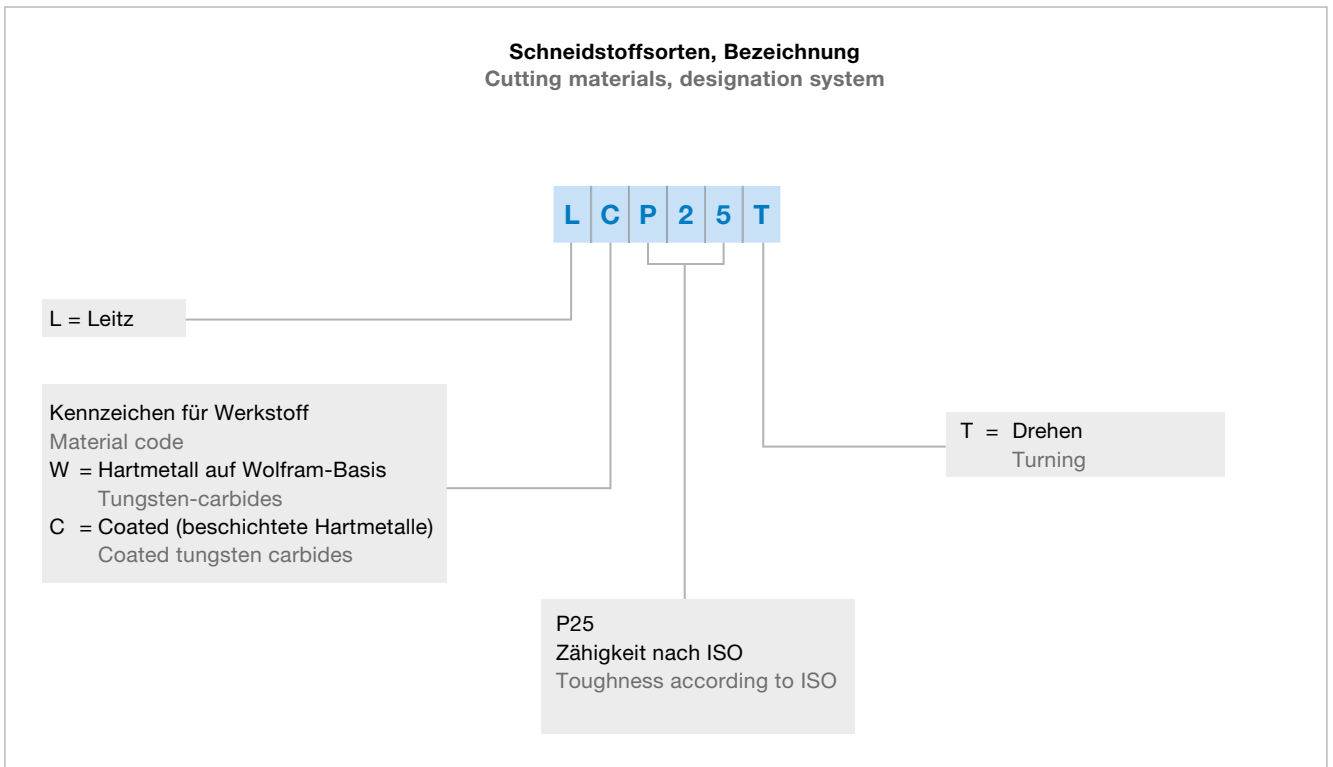 Schneidstoffsorten, Bezeichnung
Cutting materials, designation system
L C P 2 5 T
L = Leitz
Kennzeichen für Werkstoff
Material code
W = Hartmetall auf Wolfram-Basis
Tungsten-carbides
C = Coated (beschichtete Hartmetalle)
Coated tungsten carbides
T = Drehen
Turning
P25
Zähigkeit nach ISO
Toughness according to ISO